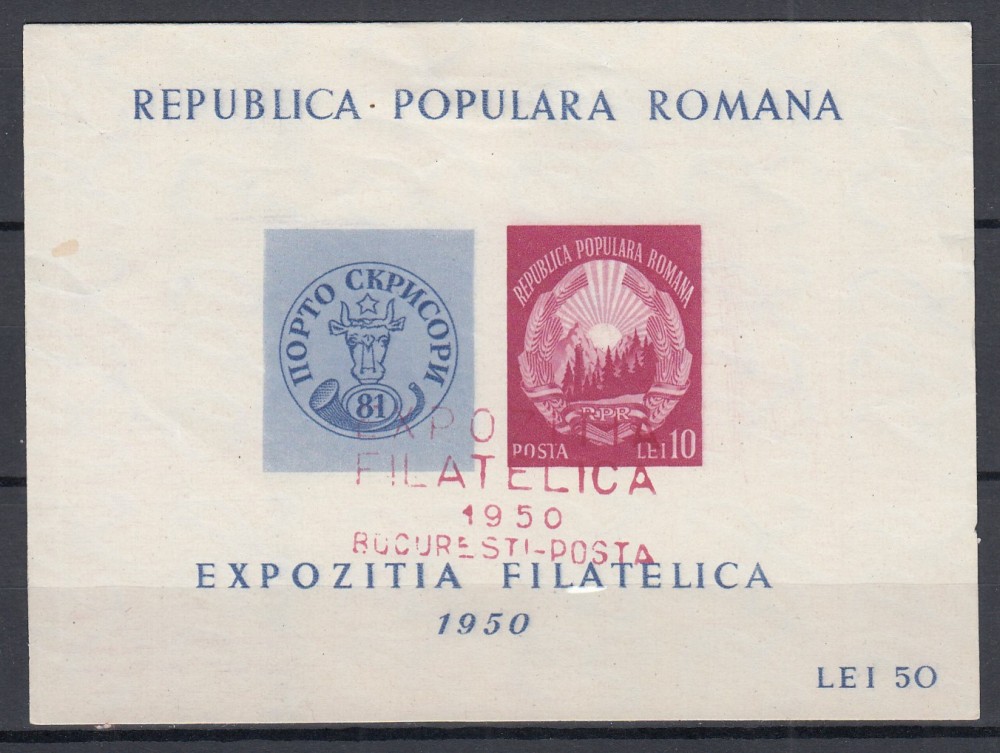 REPUBLICA POPULARA ROMANA
ПОРТО СКРИСОРИ
81
REPUBLICA POPULARA ROMANA
RPR
POSTA LEI 10
EXPOZITIA
FILATELICA
1950
BUCURESTI-POSTA
EXPOZITIA FILATELICA
1950
LEI 50